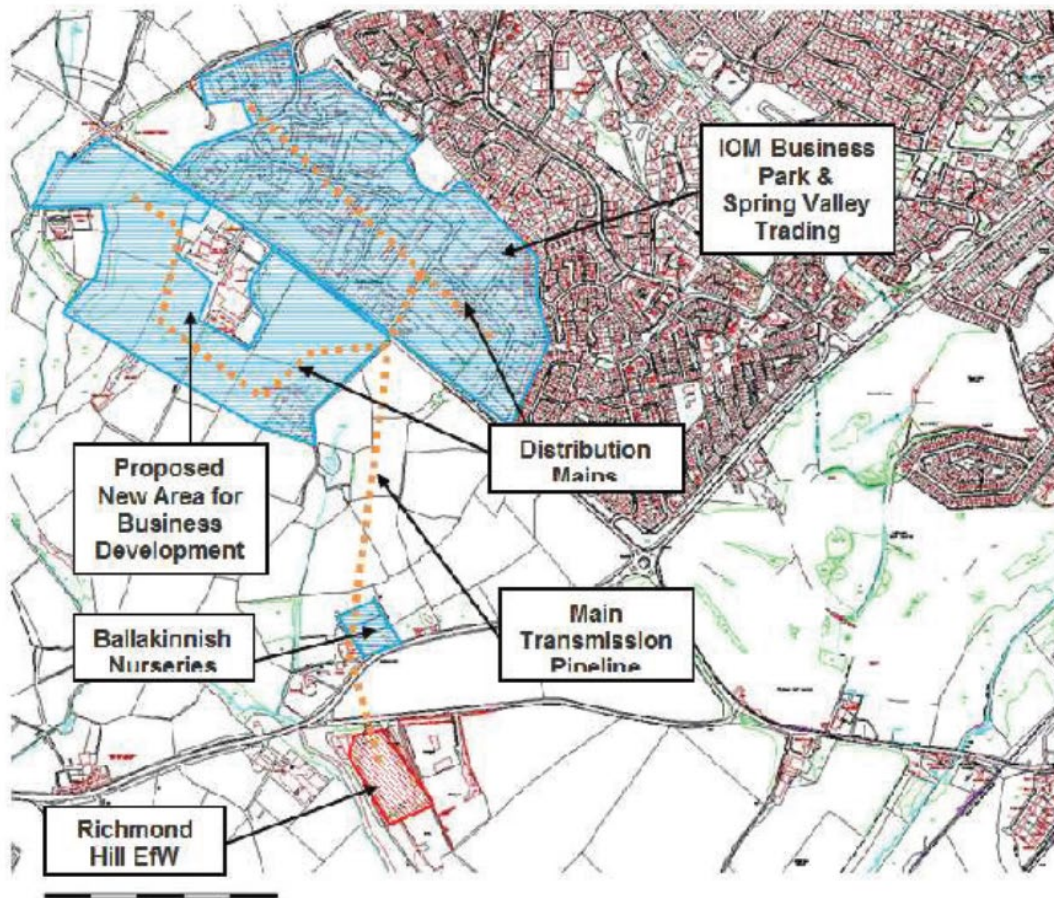 IOM Business
Park &
Spring Valley
Trading
Distribution
Mains
Proposed
New Area for
Business
Development
Main
Transmission
Pipeline
Ballakinnish
Nurseries
Richmond
Hill EfW